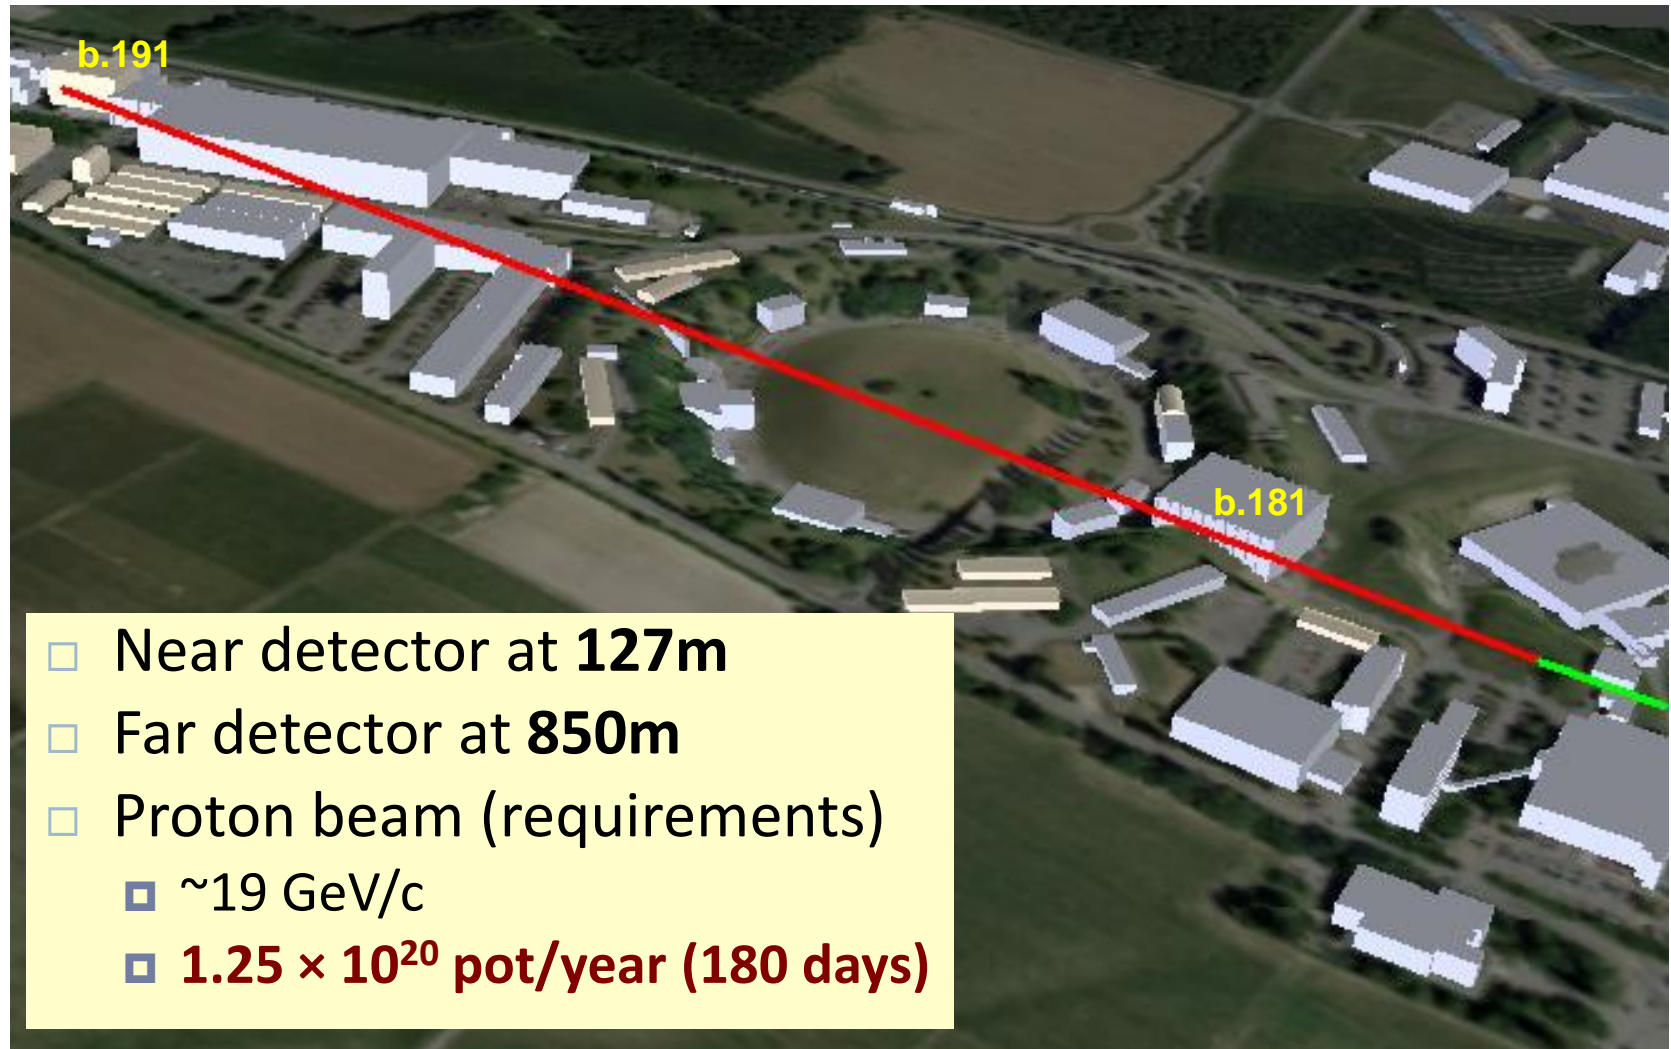 b.191
b.181
Near detector at 127m
Far detector at 850m
Proton beam (requirements)
~19 GeV/c
1.25 × 10²⁰ pot/year (180 days)